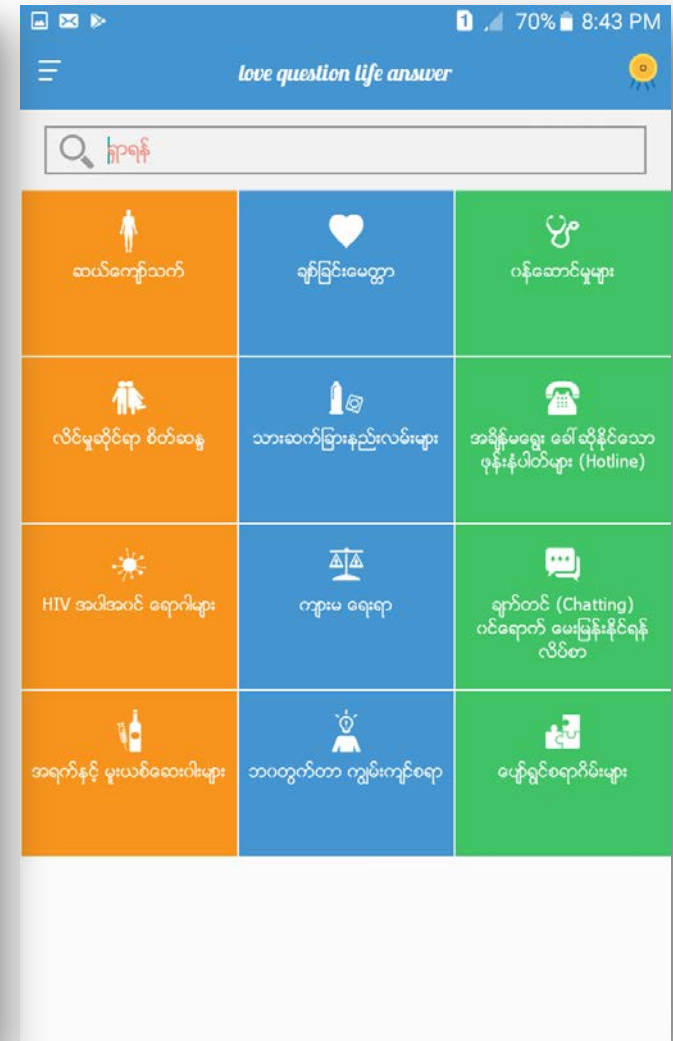 1 70% 8:43 PM
love question life answer
ရှာရန်
ဆယ်ကျော်သက်
ချစ်ခြင်းမေတ္တာ
ဝန်ဆောင်မှုများ
လိင်မှုဆိုင်ရာ စိတ်ဆန္ဒ
သားဆက်ခြားနည်းလမ်းများ
အချိန်မရွေး ခေါ်ဆိုနိုင်သော
ဖုန်းနံပါတ်များ (Hotline)
HIV အပါအဝင် ရောဂါများ
ကျားမ ရေးရာ
ချက်တင် (Chatting)
ဝင်ရောက် မေးမြန်းနိုင်ရန်
လိပ်စာ
အရက်နှင့် မူးယစ်ဆေးဝါးများ
ဘဝတွက်တာ ကျွမ်းကျင်စရာ
ပျော်ရွှင်စရာဂိမ်းများ